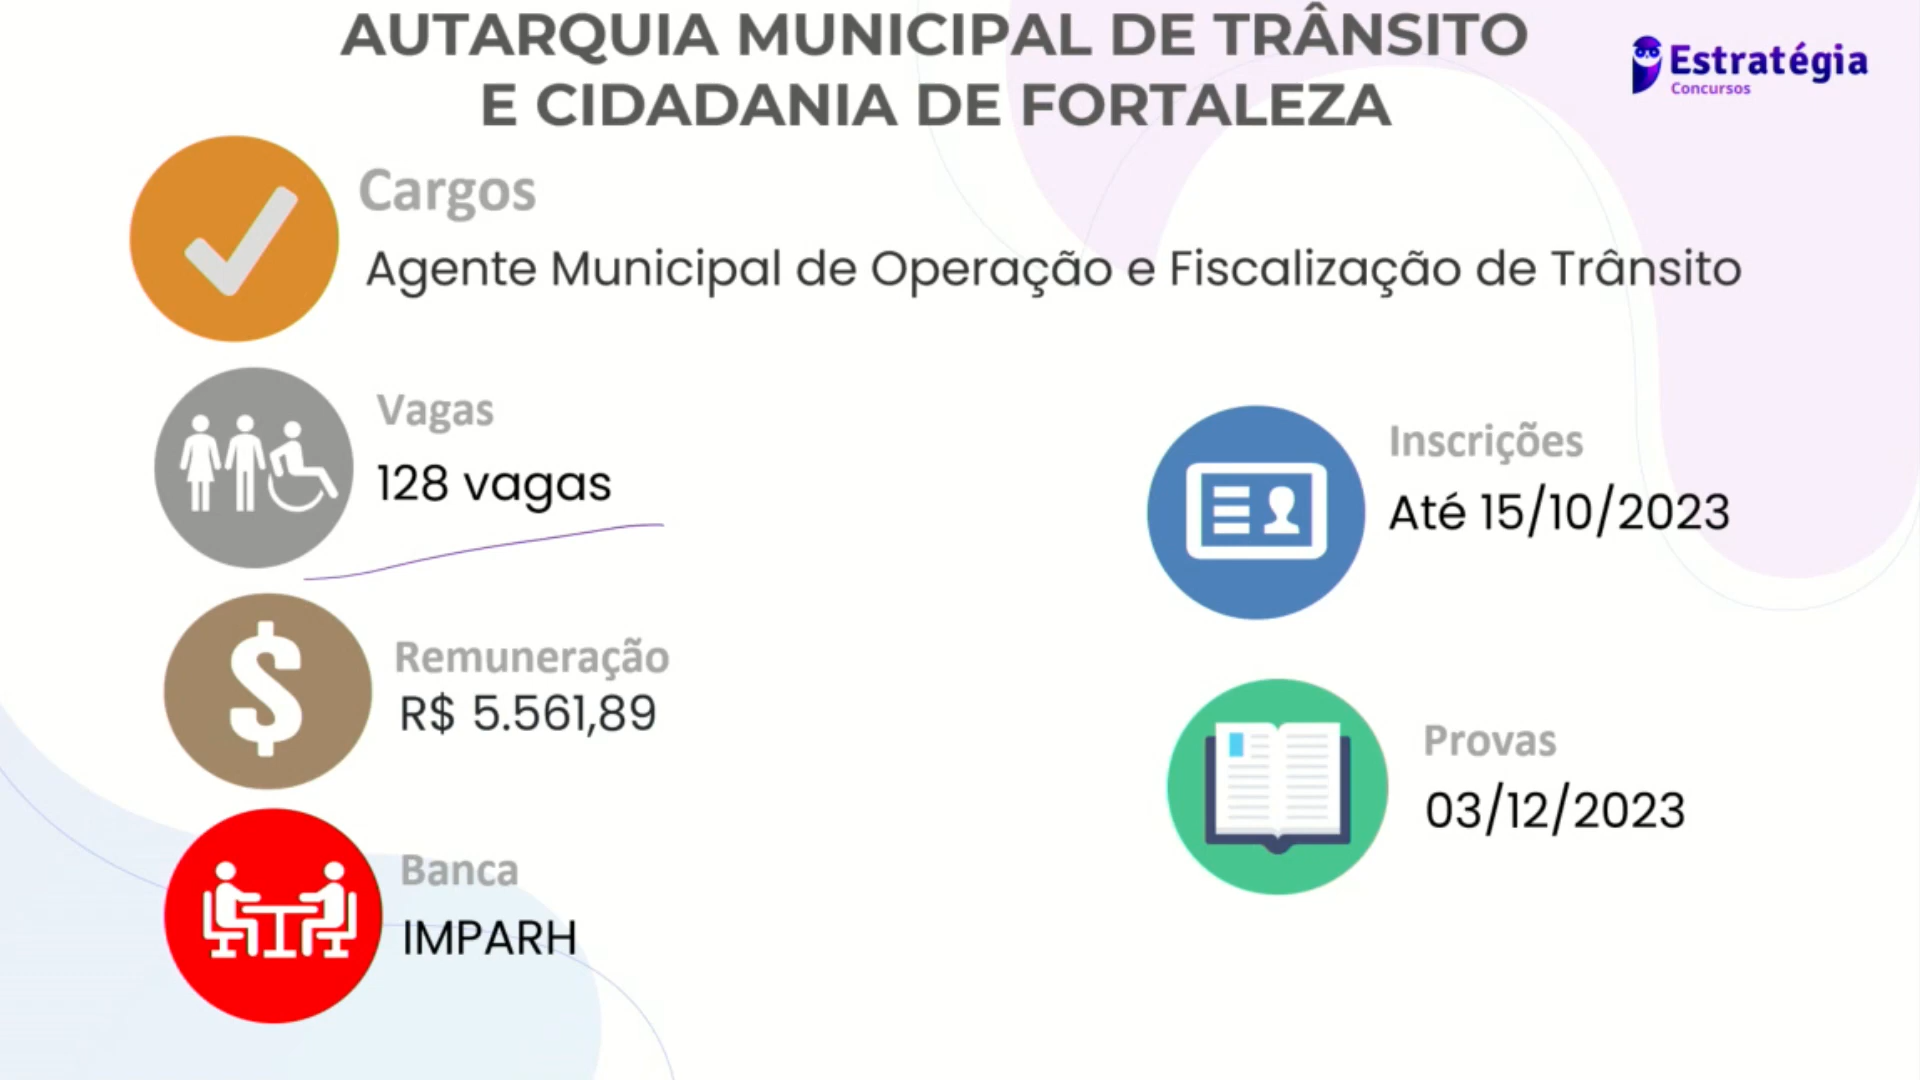 AUTARQUIA MUNICIPAL DE TRÂNSITO
E CIDADANIA DE FORTALEZA
Estratégia
Concursos
Cargos
Agente Municipal de Operação e Fiscalização de Trânsito
Vagas
128 vagas
Remuneração
R$ 5.561,89
Banca
IMPARH
Inscrições
Até 15/10/2023
Provas
03/12/2023